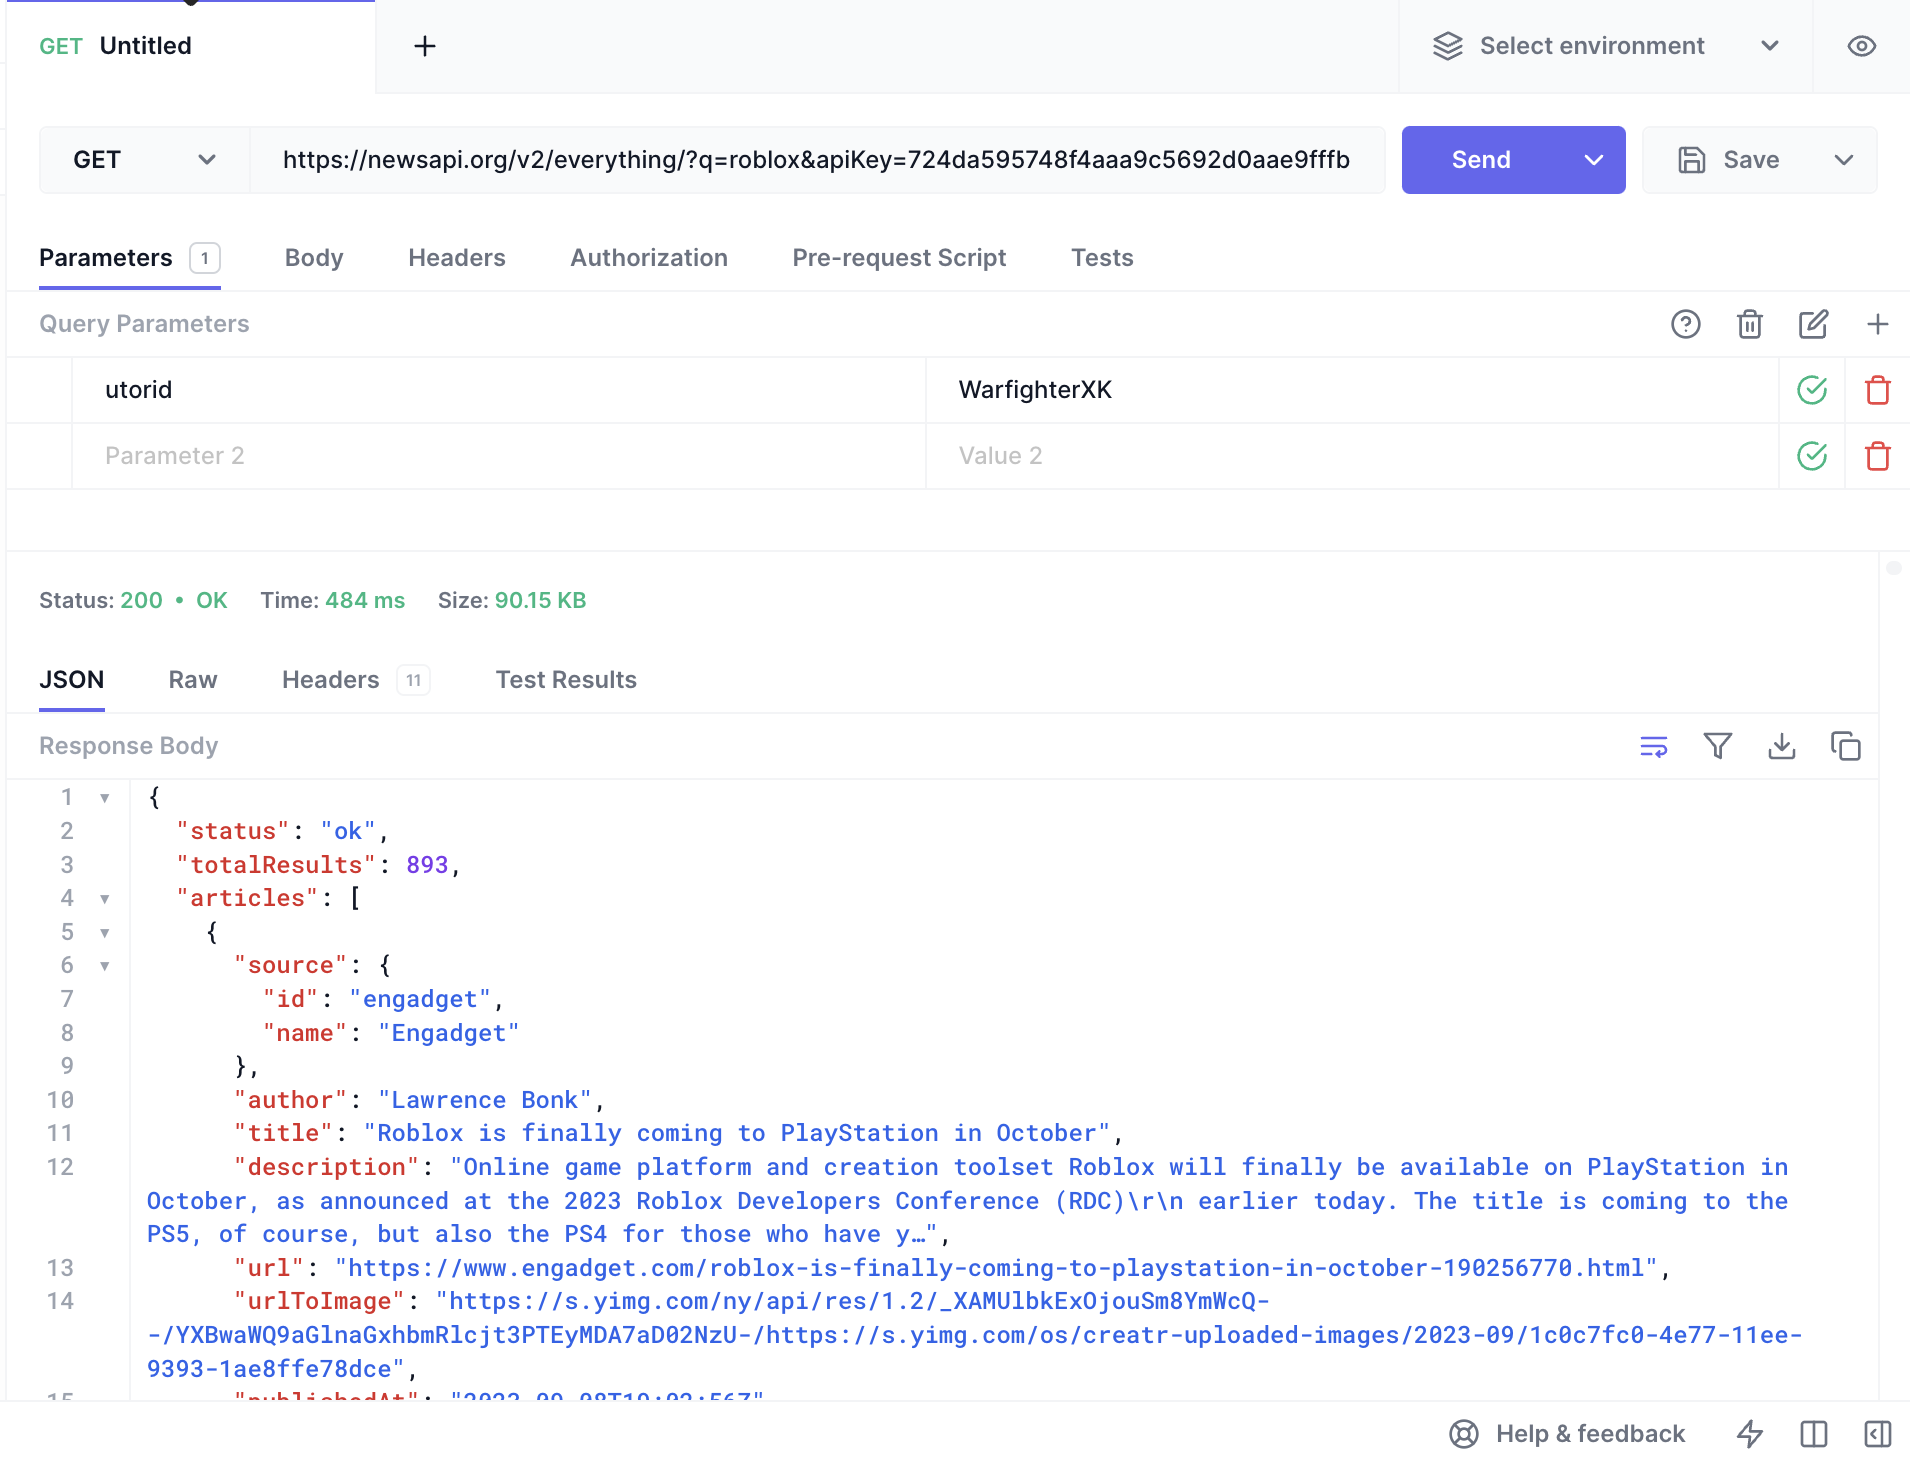 GET Untitled
Select environment
GET https://newsapi.org/v2/everything/?q=roblox&apiKey=724da595748f4aaa9c5692d0aae9fffb Send Save
Parameters 1 Body Headers Authorization Pre-request Script Tests
Query Parameters
utorid WarfighterXK
Parameter 2 Value 2
Status: 200 • OK Time: 484 ms Size: 90.15 KB
JSON Raw Headers 11 Test Results
Response Body
1 {
2 "status": "ok",
3 "totalResults": 893,
4 "articles": [
5 {
6 "source": {
7 "id": "engadget",
8 "name": "Engadget"
9 },
10 "author": "Lawrence Bonk",
11 "title": "Roblox is finally coming to PlayStation in October",
12 "description": "Online game platform and creation toolset Roblox will finally be available on PlayStation in
October, as announced at the 2023 Roblox Developers Conference (RDC)\r\n earlier today. The title is coming to the
PS5, of course, but also the PS4 for those who have y…",
13 "url": "https://www.engadget.com/roblox-is-finally-coming-to-playstation-in-october-190256770.html",
14 "urlToImage": "https://s.yimg.com/ny/api/res/1.2/_XAMUlbkExOjouSm8YmWcQ-
-/YXBwaWQ9aGlnaGxhbmRlcjt3PTEyMDA7aD02NzU-/https://s.yimg.com/os/creatr-uploaded-images/2023-09/1c0c7fc0-4e77-11ee-
9393-1ae8ffe78dce",
15 "publishedAt": "2023-09-08T19:02:56Z"
Help & feedback